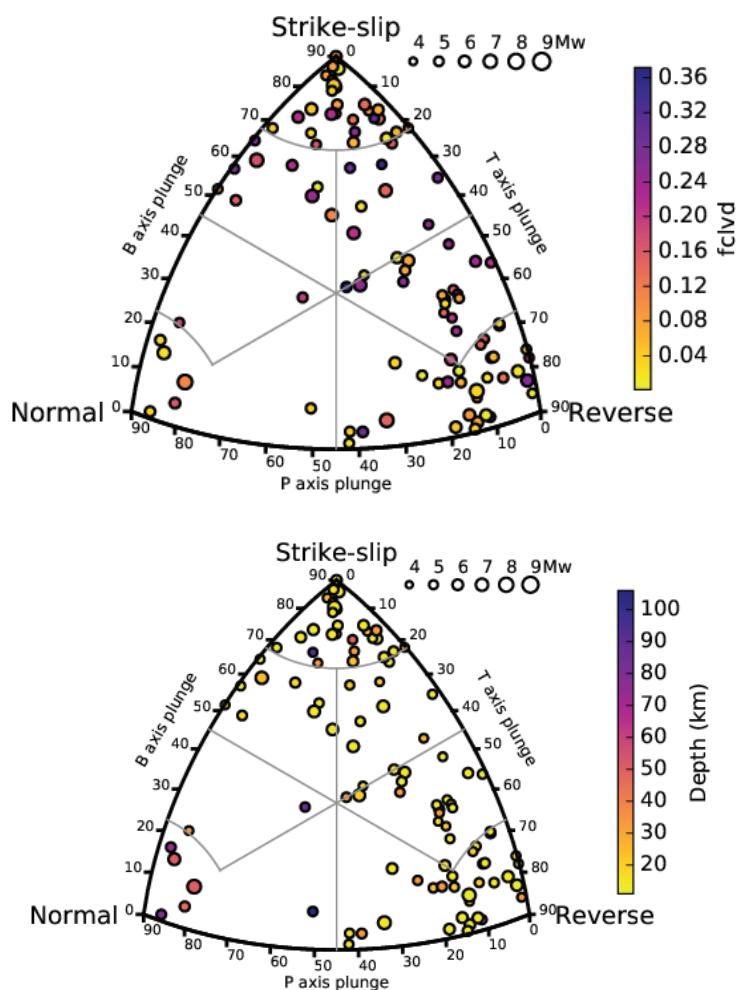 Strike-slip
4 5 6 7 8 9Mw
90 0
80 10
70 20
60 30
50 40
40 50
30 60
20 70
10 80
0 90
B axis plunge
T axis plunge
Normal
Reverse
90 80 70 60 50 40 30 20 10 0
P axis plunge
0.36
0.32
0.28
0.24
0.20
0.16
0.12
0.08
0.04
fclvd
Strike-slip
4 5 6 7 8 9Mw
90 0
80 10
70 20
60 30
50 40
40 50
30 60
20 70
10 80
0 90
B axis plunge
T axis plunge
Normal
Reverse
90 80 70 60 50 40 30 20 10 0
P axis plunge
100
90
80
70
60
50
40
30
20
Depth (km)